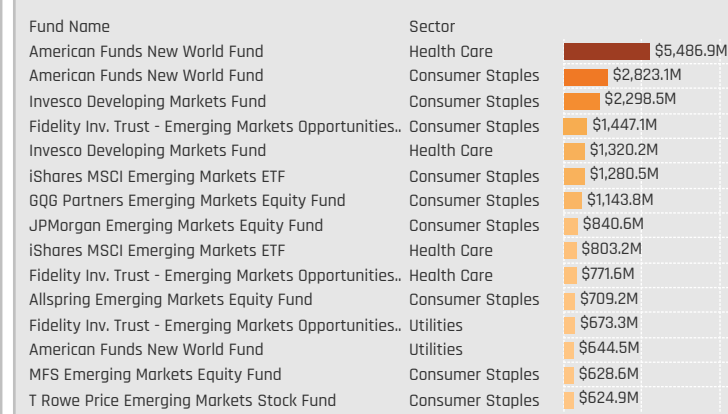 Fund Name Sector
American Funds New World Fund Health Care $5,486.9M
American Funds New World Fund Consumer Staples $2,823.1M
Invesco Developing Markets Fund Consumer Staples $2,298.5M
Fidelity Inv. Trust - Emerging Markets Opportunities.. Consumer Staples $1,447.1M
Invesco Developing Markets Fund Health Care $1,320.2M
iShares MSCI Emerging Markets ETF Consumer Staples $1,280.5M
GQG Partners Emerging Markets Equity Fund Consumer Staples $1,143.8M
JPMorgan Emerging Markets Equity Fund Consumer Staples $840.6M
iShares MSCI Emerging Markets ETF Health Care $803.2M
Fidelity Inv. Trust - Emerging Markets Opportunities.. Health Care $771.6M
Allspring Emerging Markets Equity Fund Consumer Staples $709.2M
Fidelity Inv. Trust - Emerging Markets Opportunities.. Utilities $673.3M
American Funds New World Fund Utilities $644.5M
MFS Emerging Markets Equity Fund Consumer Staples $628.6M
T Rowe Price Emerging Markets Stock Fund Consumer Staples $624.9M